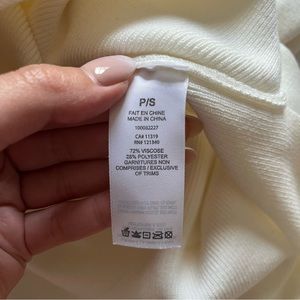 P/S
FAIT EN CHINE
MADE IN CHINA
100082227
CA# 11319
RN# 121340
72% VISCOSE
28% POLYESTER
GARNITURES NON
COMPRISES / EXCLUSIVE
OF TRIMS